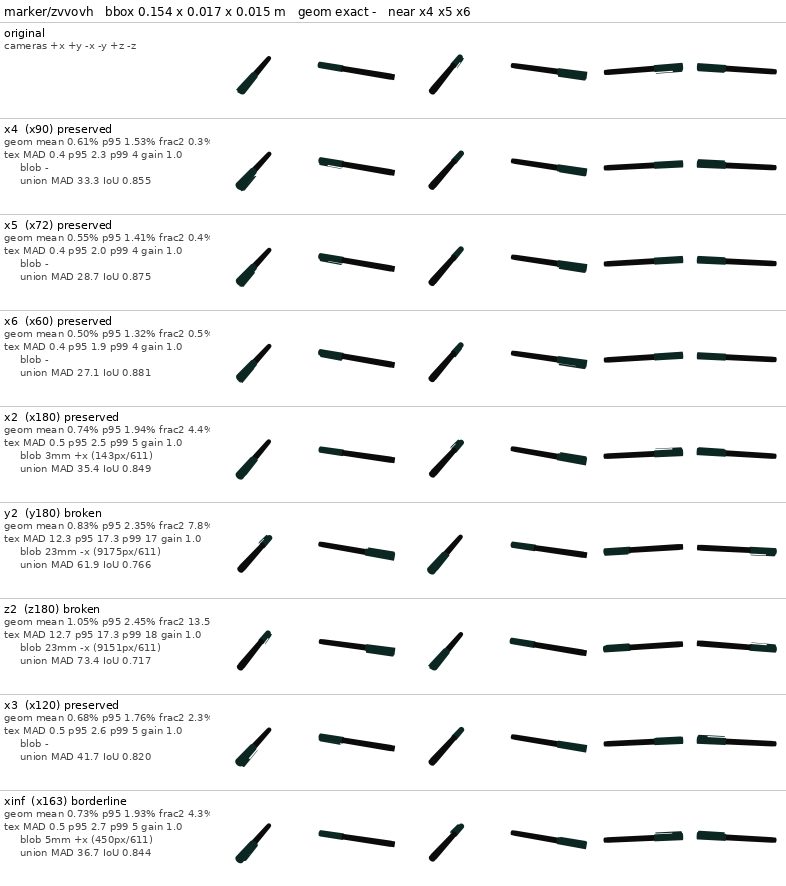 marker/zvvovh   bbox 0.154 x 0.017 x 0.015 m   geom exact -   near x4 x5 x6
original
cameras +x +y -x -y +z -z
x4  (x90) preserved
geom mean 0.61% p95 1.53% frac2 0.3%
tex MAD 0.4 p95 2.3 p99 4 gain 1.0
blob -
union MAD 33.3 IoU 0.855
x5  (x72) preserved
geom mean 0.55% p95 1.41% frac2 0.4%
tex MAD 0.4 p95 2.0 p99 4 gain 1.0
blob -
union MAD 28.7 IoU 0.875
x6  (x60) preserved
geom mean 0.50% p95 1.32% frac2 0.5%
tex MAD 0.4 p95 1.9 p99 4 gain 1.0
blob -
union MAD 27.1 IoU 0.881
x2  (x180) preserved
geom mean 0.74% p95 1.94% frac2 4.4%
tex MAD 0.5 p95 2.5 p99 5 gain 1.0
blob 3mm +x (143px/611)
union MAD 35.4 IoU 0.849
y2  (y180) broken
geom mean 0.83% p95 2.35% frac2 7.8%
tex MAD 12.3 p95 17.3 p99 17 gain 1.0
blob 23mm -x (9175px/611)
union MAD 61.9 IoU 0.766
z2  (z180) broken
geom mean 1.05% p95 2.45% frac2 13.5
tex MAD 12.7 p95 17.3 p99 18 gain 1.0
blob 23mm -x (9151px/611)
union MAD 73.4 IoU 0.717
x3  (x120) preserved
geom mean 0.68% p95 1.76% frac2 2.3%
tex MAD 0.5 p95 2.6 p99 5 gain 1.0
blob -
union MAD 41.7 IoU 0.820
xinf  (x163) borderline
geom mean 0.73% p95 1.93% frac2 4.3%
tex MAD 0.5 p95 2.7 p99 5 gain 1.0
blob 5mm +x (450px/611)
union MAD 36.7 IoU 0.844